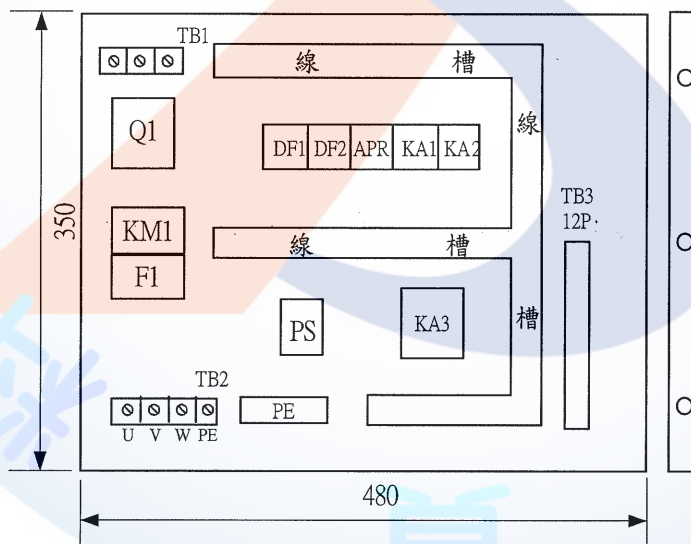 TB1
線 槽
線
Q1
DF1 DF2 APR KA1 KA2
TB3
12P
350
KM1
線 槽
F1
PS
KA3
槽
TB2
PE
U V W PE
480